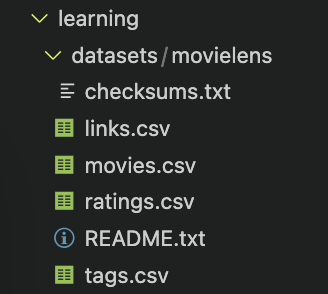 learning
datasets/movielens
checksums.txt
links.csv
movies.csv
ratings.csv
README.txt
tags.csv